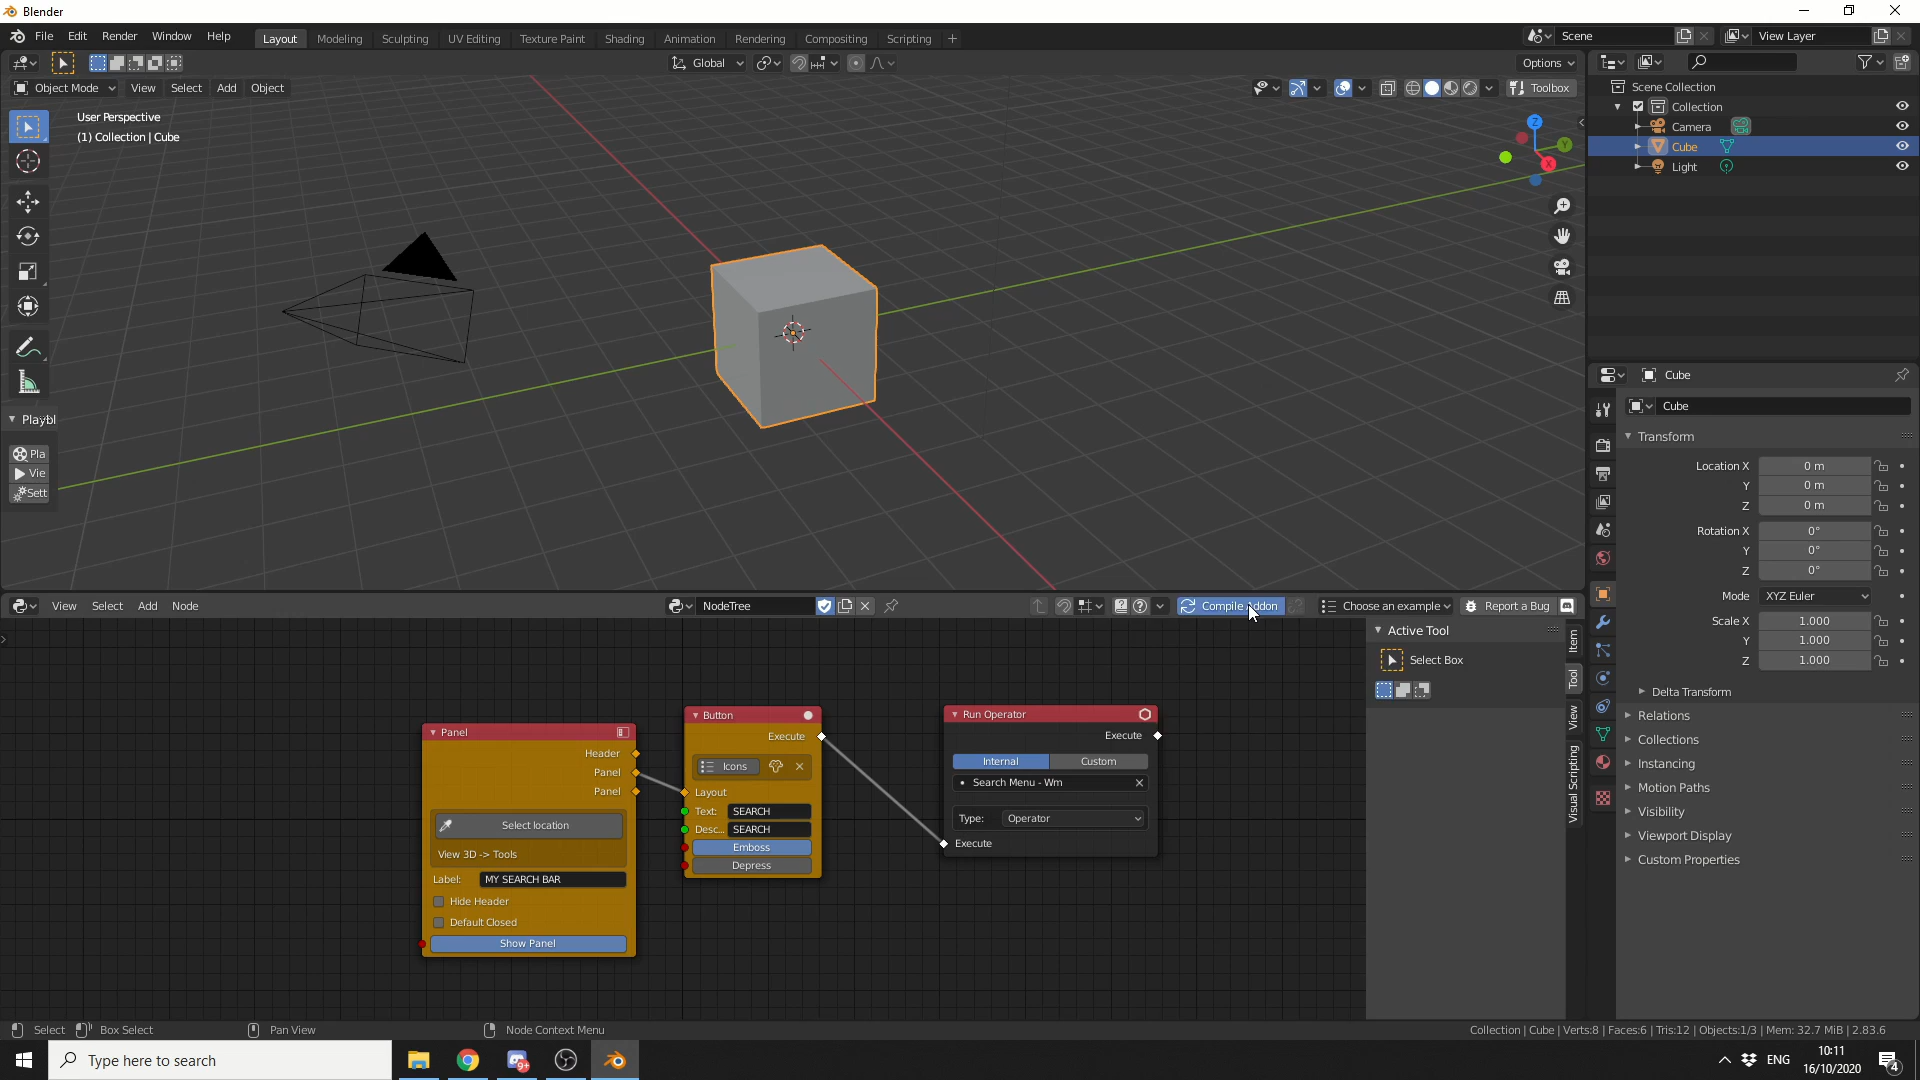 Blender
File Edit Render Window Help Layout Modeling Sculpting UV Editing Texture Paint Shading Animation Rendering Compositing Scripting + Scene View Layer
Global Options
Object Mode View Select Add Object Toolbox
User Perspective
(1) Collection | Cube
Z
Y
X
Pla
Vie
Sett
Scene Collection
Collection
Camera
Cube
Light
Cube
Cube
Transform
Location X 0 m
Y 0 m
Z 0 m
Rotation X 0°
Y 0°
Z 0°
Mode XYZ Euler
Scale X 1.000
Y 1.000
Z 1.000
Delta Transform
Relations
Collections
Instancing
Motion Paths
Visibility
Viewport Display
Custom Properties
View Select Add Node NodeTree Compile Addon Choose an example Report a Bug
Active Tool
Select Box
Item
Tool
View
Visual Scripting
Panel
Header
Panel
Panel
Select location
View 3D -> Tools
Label: MY SEARCH BAR
Hide Header
Default Closed
Show Panel
Button
Execute
Icons
Layout
Text: SEARCH
Desc... SEARCH
Emboss
Depress
Run Operator
Execute
Internal Custom
Search Menu - Wm
Type: Operator
Execute
Select Box Select Pan View Node Context Menu Collection | Cube | Verts:8 | Faces:6 | Tris:12 | Objects:1/3 | Mem: 32.7 MiB | 2.83.6
Type here to search 9+ ENG
10:11
16/10/2020
4